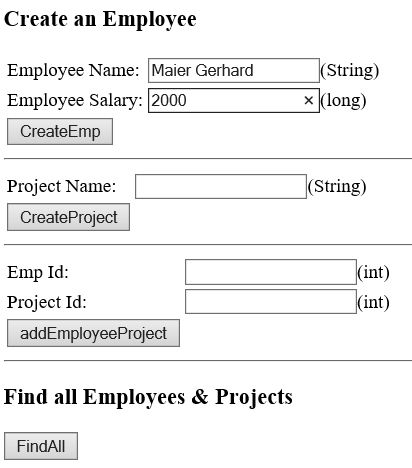 Create an Employee
Employee Name: Maier Gerhard (String)
Employee Salary: 2000 × (long)
CreateEmp
Project Name: (String)
CreateProject
Emp Id: (int)
Project Id: (int)
addEmployeeProject
Find all Employees & Projects
FindAll